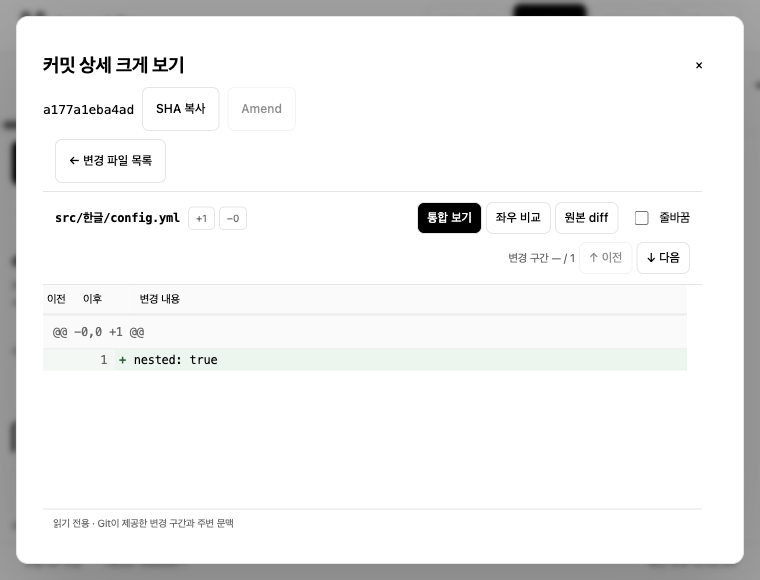 커밋 상세 크게 보기 ×
a177a1eba4ad SHA 복사 Amend
← 변경 파일 목록
src/한글/config.yml +1 −0 통합 보기 좌우 비교 원본 diff 줄바꿈
변경 구간 — / 1 ↑ 이전 ↓ 다음
이전 이후 변경 내용
@@ −0,0 +1 @@
1 + nested: true
읽기 전용 · Git이 제공한 변경 구간과 주변 문맥